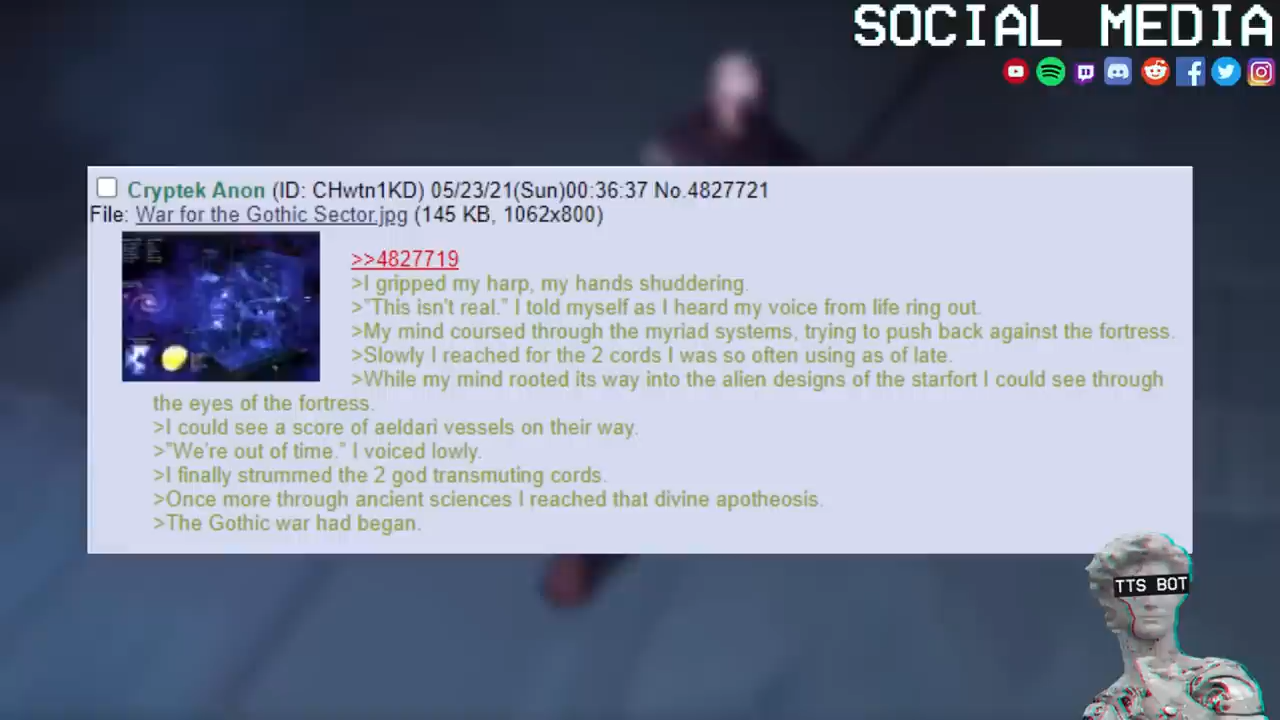 SOCIAL MEDIA
Cryptek Anon (ID: CHwtn1KD) 05/23/21(Sun)00:36:37 No.4827721
File: War for the Gothic Sector.jpg (145 KB, 1062x800)
>>4827719
>I gripped my harp, my hands shuddering.
>"This isn't real." I told myself as I heard my voice from life ring out.
>My mind coursed through the myriad systems, trying to push back against the fortress.
>Slowly I reached for the 2 cords I was so often using as of late.
>While my mind rooted its way into the alien designs of the starfort I could see through
the eyes of the fortress.
>I could see a score of aeldari vessels on their way.
>"We're out of time." I voiced lowly.
>I finally strummed the 2 god transmuting cords.
>Once more through ancient sciences I reached that divine apotheosis.
>The Gothic war had began.
TTS BOT